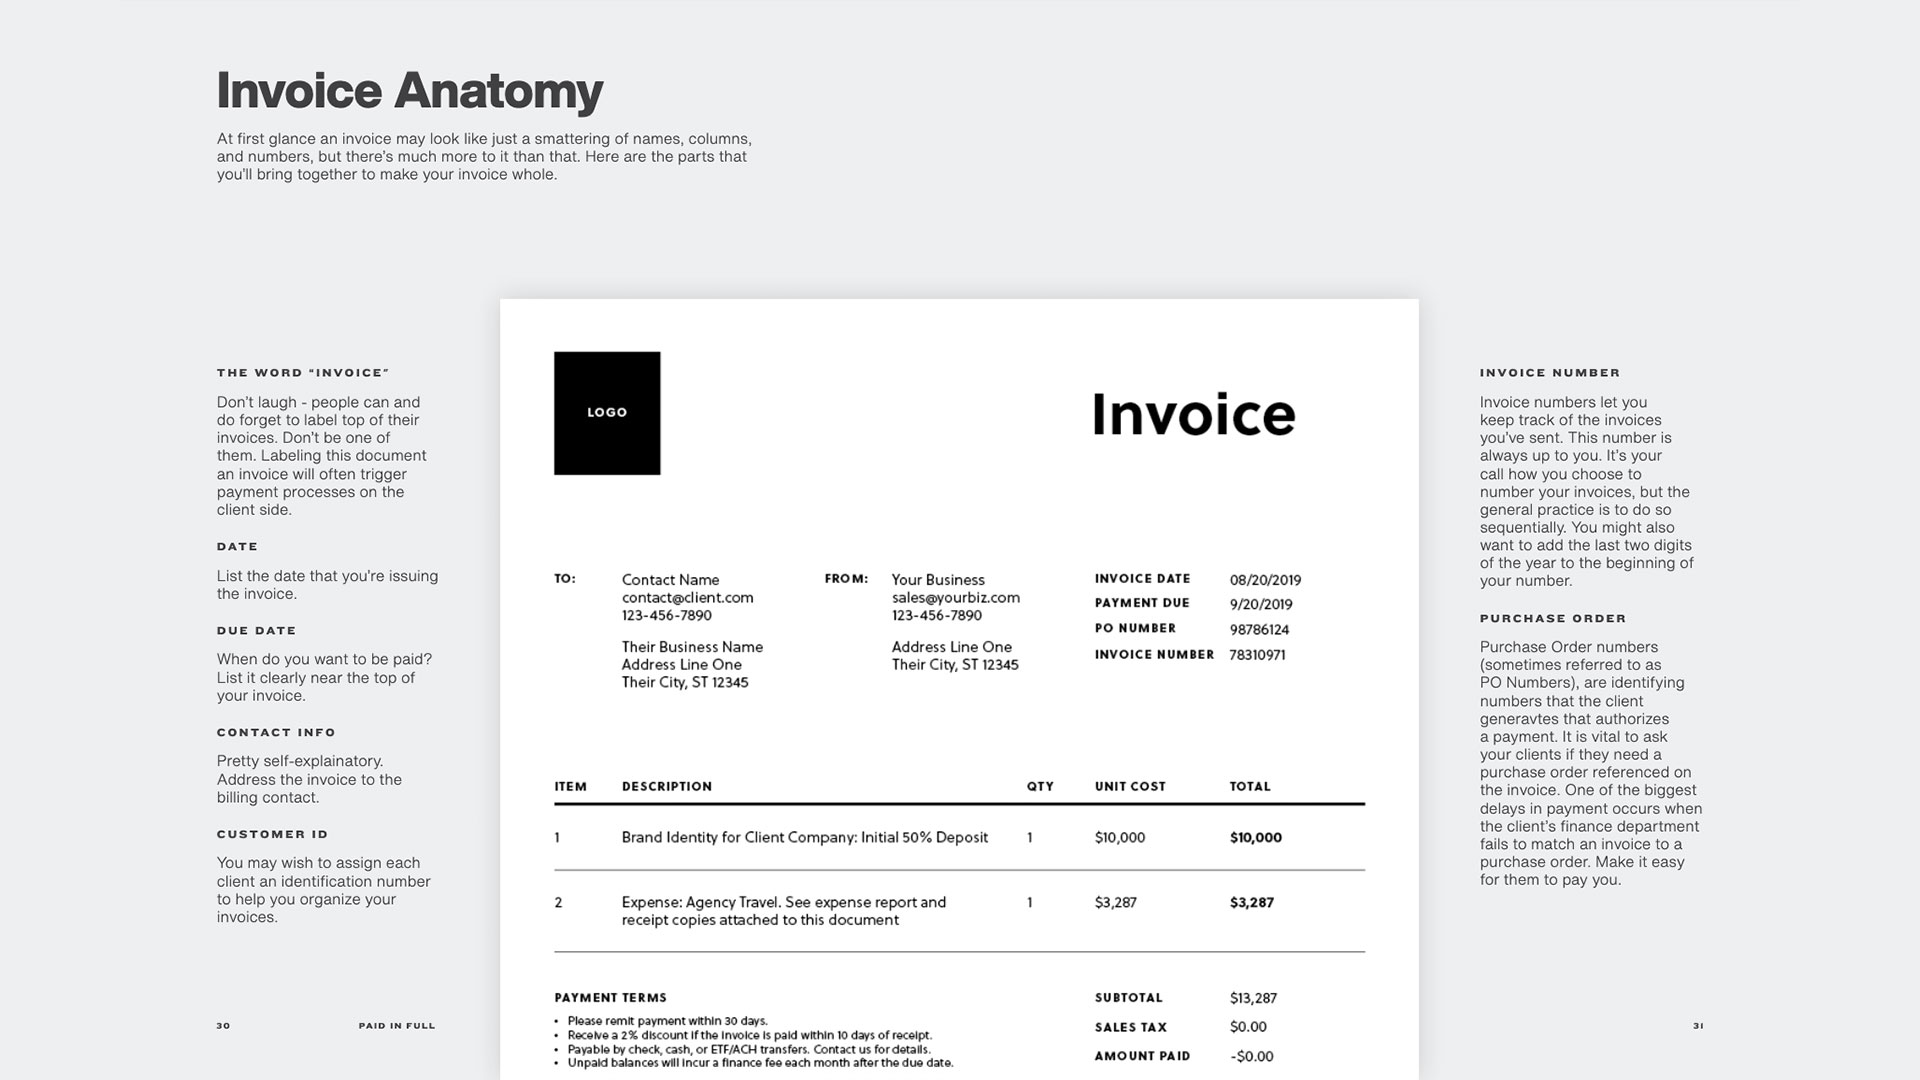 Invoice Anatomy
At first glance an invoice may look like just a smattering of names, columns,
and numbers, but there's much more to it than that. Here are the parts that
you'll bring together to make your invoice whole.
THE WORD “INVOICE”
Don't laugh - people can and
do forget to label top of their
invoices. Don't be one of
them. Labeling this document
an invoice will often trigger
payment processes on the
client side.
DATE
List the date that you're issuing
the invoice.
DUE DATE
When do you want to be paid?
List it clearly near the top of
your invoice.
CONTACT INFO
Pretty self-explainatory.
Address the invoice to the
billing contact.
CUSTOMER ID
You may wish to assign each
client an identification number
to help you organize your
invoices.
30 PAID IN FULL
LOGO
Invoice
TO:
Contact Name
contact@client.com
123-456-7890
Their Business Name
Address Line One
Their City, ST 12345
FROM:
Your Business
sales@yourbiz.com
123-456-7890
Address Line One
Their City, ST 12345
INVOICE DATE 08/20/2019
PAYMENT DUE 9/20/2019
PO NUMBER 98786124
INVOICE NUMBER 78310971
ITEM DESCRIPTION QTY UNIT COST TOTAL
1 Brand Identity for Client Company: Initial 50% Deposit 1 $10,000 $10,000
2 Expense: Agency Travel. See expense report and 1 $3,287 $3,287
receipt copies attached to this document
PAYMENT TERMS
• Please remit payment within 30 days.
• Receive a 2% discount if the invoice is paid within 10 days of receipt.
• Payable by check, cash, or ETF/ACH transfers. Contact us for details.
• Unpaid balances will incur a finance fee each month after the due date.
SUBTOTAL $13,287
SALES TAX $0.00
AMOUNT PAID -$0.00
INVOICE NUMBER
Invoice numbers let you
keep track of the invoices
you've sent. This number is
always up to you. It's your
call how you choose to
number your invoices, but the
general practice is to do so
sequentially. You might also
want to add the last two digits
of the year to the beginning of
your number.
PURCHASE ORDER
Purchase Order numbers
(sometimes referred to as
PO Numbers), are identifying
numbers that the client
generavtes that authorizes
a payment. It is vital to ask
your clients if they need a
purchase order referenced on
the invoice. One of the biggest
delays in payment occurs when
the client's finance department
fails to match an invoice to a
purchase order. Make it easy
for them to pay you.
31